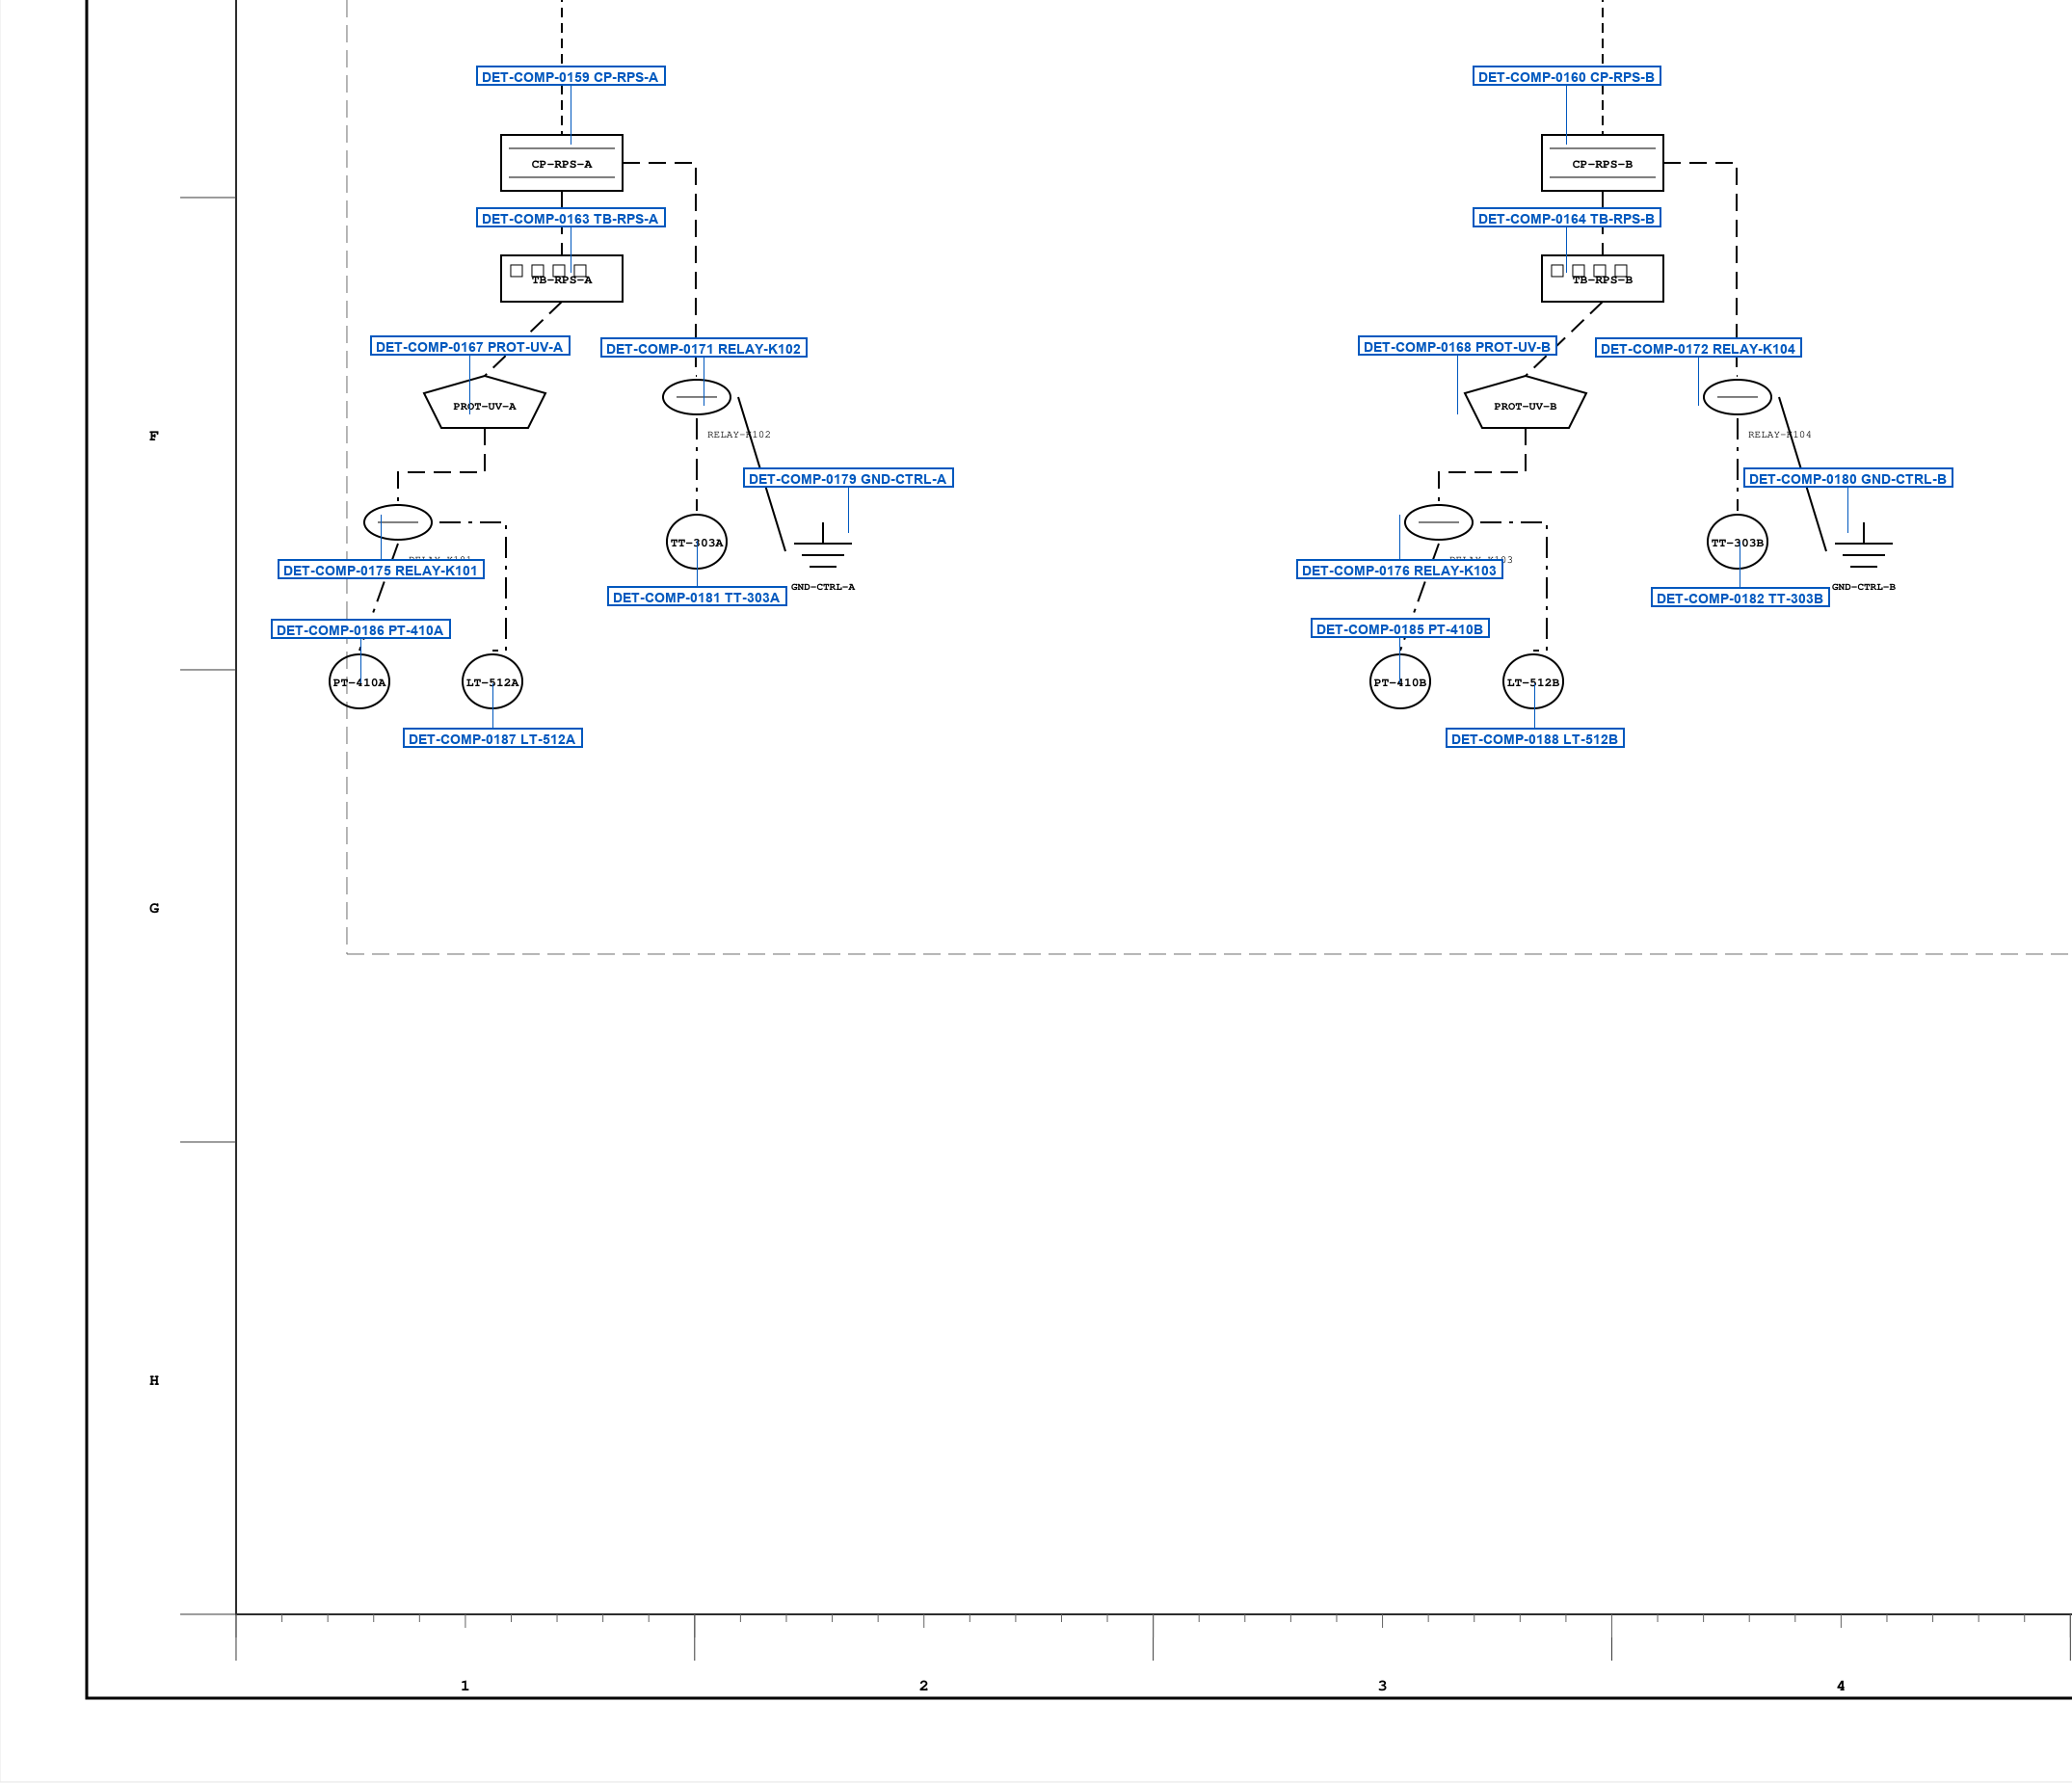 DET-COMP-0159 CP-RPS-A
DET-COMP-0160 CP-RPS-B
CP-RPS-A
CP-RPS-B
DET-COMP-0163 TB-RPS-A
DET-COMP-0164 TB-RPS-B
TB-RPS-A
TB-RPS-B
DET-COMP-0167 PROT-UV-A
DET-COMP-0171 RELAY-K102
DET-COMP-0168 PROT-UV-B
DET-COMP-0172 RELAY-K104
PROT-UV-A
PROT-UV-B
F
RELAY-K102
RELAY-K104
DET-COMP-0179 GND-CTRL-A
DET-COMP-0180 GND-CTRL-B
TT-303A
TT-303B
RELAY-K101
RELAY-K103
DET-COMP-0175 RELAY-K101
DET-COMP-0176 RELAY-K103
GND-CTRL-A
GND-CTRL-B
DET-COMP-0181 TT-303A
DET-COMP-0182 TT-303B
DET-COMP-0186 PT-410A
DET-COMP-0185 PT-410B
PT-410A
LT-512A
PT-410B
LT-512B
DET-COMP-0187 LT-512A
DET-COMP-0188 LT-512B
G
H
1
2
3
4